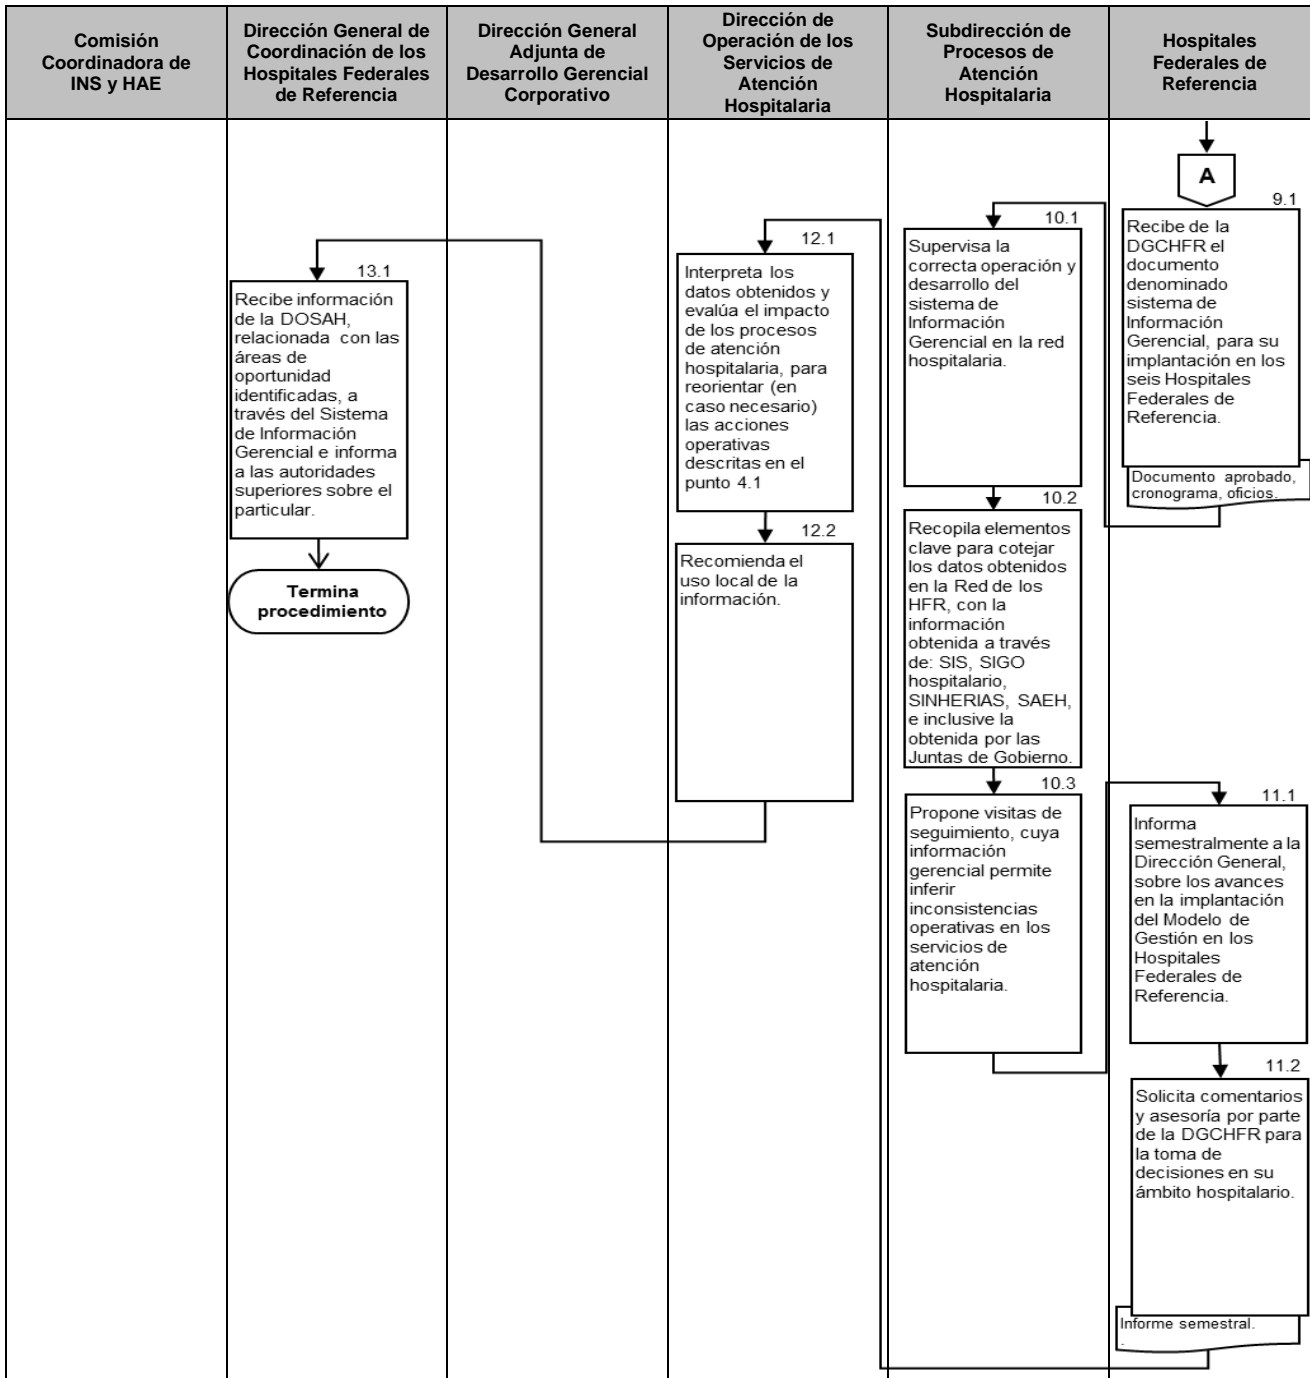 Comisión
Coordinadora de
INS y HAE
Dirección General de
Coordinación de los
Hospitales Federales
de Referencia
Dirección General
Adjunta de
Desarrollo Gerencial
Corporativo
Dirección de
Operación de los
Servicios de
Atención
Hospitalaria
Subdirección de
Procesos de
Atención
Hospitalaria
Hospitales
Federales de
Referencia
A
9.1
Recibe de la
DGCHFR el
documento
denominado
sistema de
Información
Gerencial, para su
implantación en los
seis Hospitales
Federales de
Referencia.
Documento aprobado,
cronograma, oficios.
10.1
Supervisa la
correcta operación y
desarrollo del
sistema de
Información
Gerencial en la red
hospitalaria.
10.2
Recopila elementos
clave para cotejar
los datos obtenidos
en la Red de los
HFR, con la
información
obtenida a través
de: SIS, SIGO
hospitalario,
SINHERIAS, SAEH,
e inclusive la
obtenida por las
Juntas de Gobierno.
10.3
Propone visitas de
seguimiento, cuya
información
gerencial permite
inferir
inconsistencias
operativas en los
servicios de
atención
hospitalaria.
11.1
Informa
semestralmente a la
Dirección General,
sobre los avances
en la implantación
del Modelo de
Gestión en los
Hospitales
Federales de
Referencia.
11.2
Solicita comentarios
y asesoría por parte
de la DGCHFR para
la toma de
decisiones en su
ámbito hospitalario.
Informe semestral.
.
12.1
Interpreta los
datos obtenidos y
evalúa el impacto
de los procesos
de atención
hospitalaria, para
reorientar (en
caso necesario)
las acciones
operativas
descritas en el
punto 4.1
12.2
Recomienda el
uso local de la
información.
13.1
Recibe información
de la DOSAH,
relacionada con las
áreas de
oportunidad
identificadas, a
través del Sistema
de Información
Gerencial e informa
a las autoridades
superiores sobre el
particular.
Termina
procedimiento